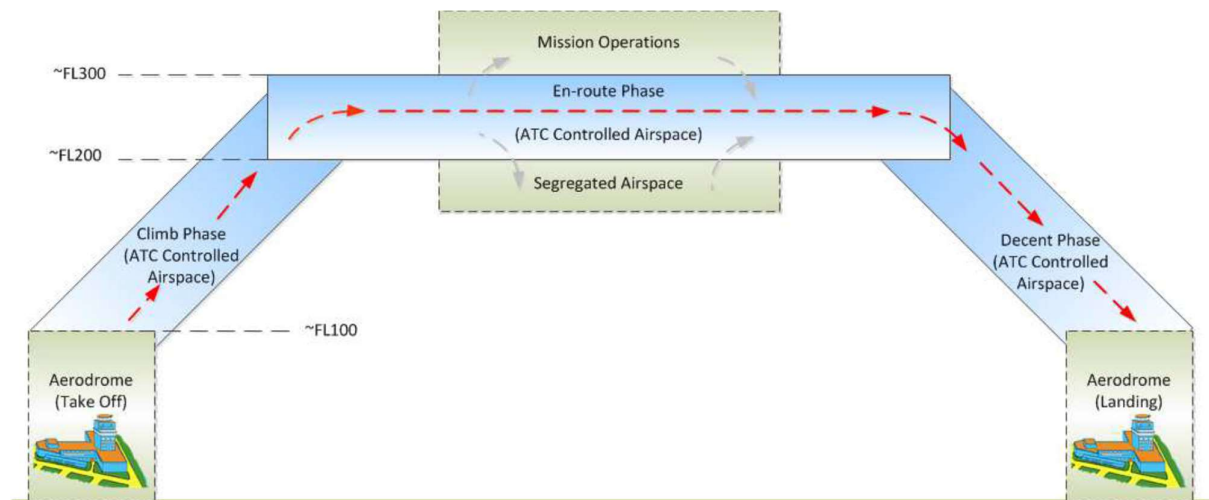 Mission Operations
~FL300
En-route Phase
(ATC Controlled Airspace)
~FL200
Segregated Airspace
Climb Phase
(ATC Controlled
Airspace)
Decent Phase
(ATC Controlled
Airspace)
~FL100
Aerodrome
(Take Off)
Aerodrome
(Landing)